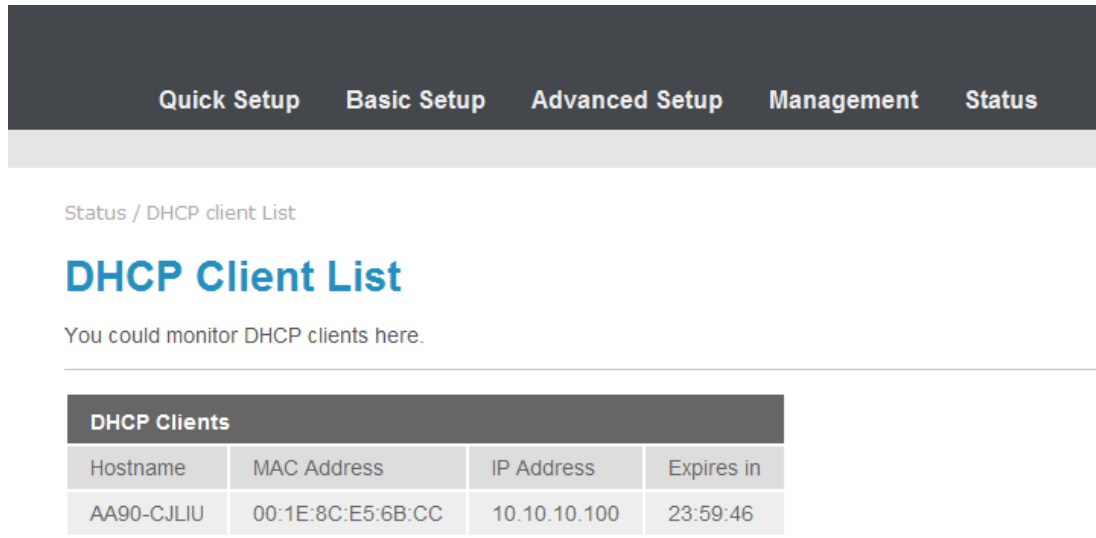 Quick Setup Basic Setup Advanced Setup Management Status
Status / DHCP client List
DHCP Client List
You could monitor DHCP clients here.
DHCP Clients
Hostname MAC Address IP Address Expires in
AA90-CJLIU 00:1E:8C:E5:6B:CC 10.10.10.100 23:59:46